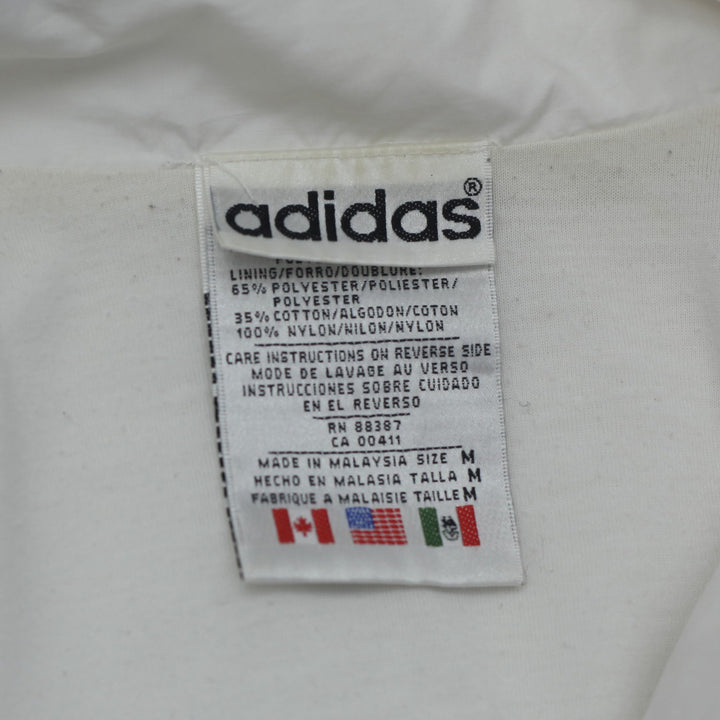 adidas®
LINING/FORRO/DOUBLURE:
65% POLYESTER/POLIESTER/
POLYESTER
35% COTTON/ALGODON/COTON
100% NYLON/NILON/NYLON
CARE INSTRUCTIONS ON REVERSE SIDE
MODE DE LAVAGE AU VERSO
INSTRUCCIONES SOBRE CUIDADO
EN EL REVERSO
RN 88387
CA 00411
MADE IN MALAYSIA SIZE M
HECHO EN MALASIA TALLA M
FABRIQUE A MALAISIE TAILLE M